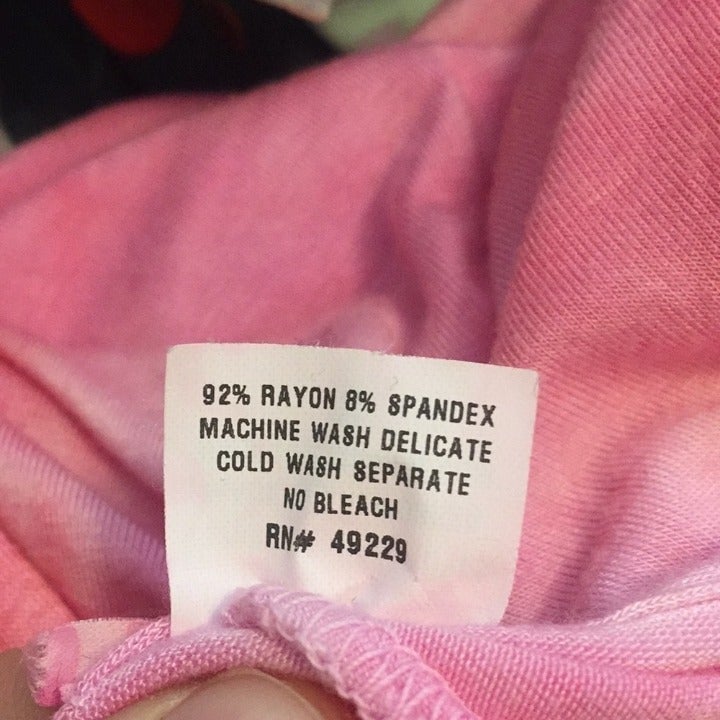 92% RAYON 8% SPANDEX
MACHINE WASH DELICATE
COLD WASH SEPARATE
NO BLEACH
RN# 49229